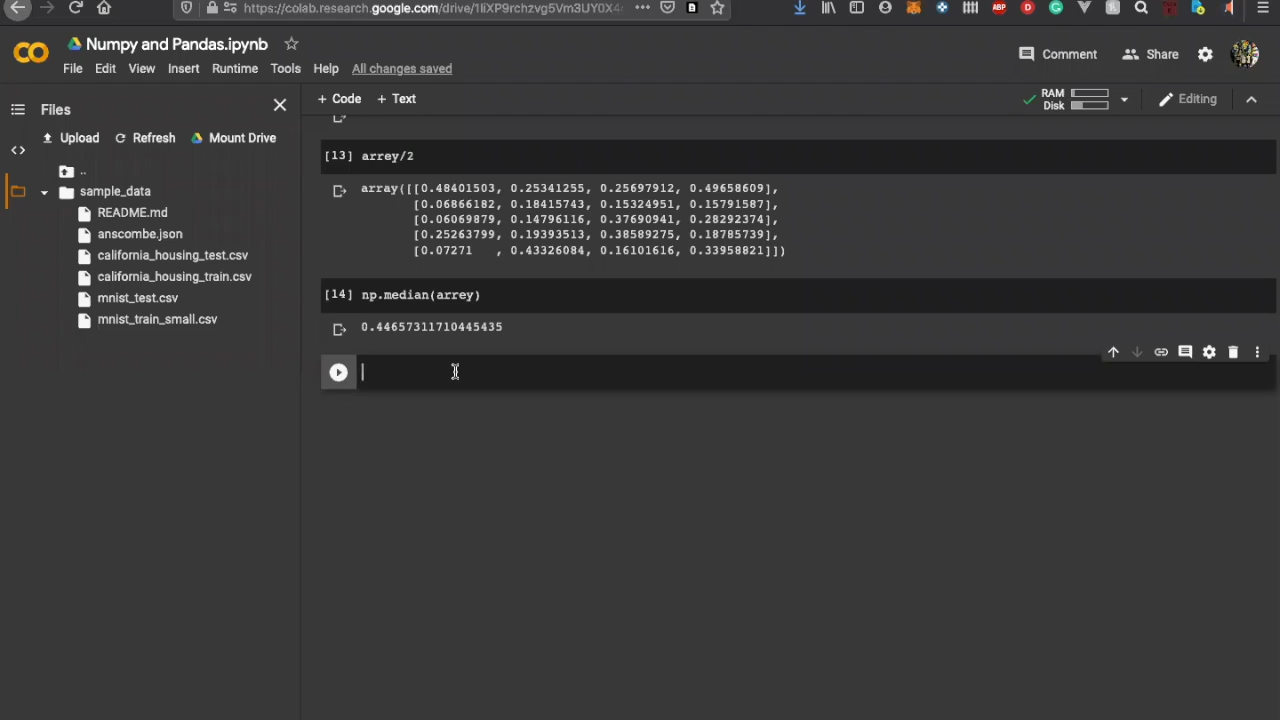 https://colab.research.google.com/drive/1IiXP9rchzvg5Vm3UY0X4
ABP
Numpy and Pandas.ipynb
Comment
Share
File Edit View Insert Runtime Tools Help All changes saved
Files
+ Code + Text
RAM
Disk
Editing
Upload Refresh Mount Drive
..
sample_data
README.md
anscombe.json
california_housing_test.csv
california_housing_train.csv
mnist_test.csv
mnist_train_small.csv
[13] arrey/2
array([[0.48401503, 0.25341255, 0.25697912, 0.49658609],
[0.06866182, 0.18415743, 0.15324951, 0.15791587],
[0.06069879, 0.14796116, 0.37690941, 0.28292374],
[0.25263799, 0.19393513, 0.38589275, 0.18785739],
[0.07271   , 0.43326084, 0.16101616, 0.33958821]])
[14] np.median(arrey)
0.44657311710445435